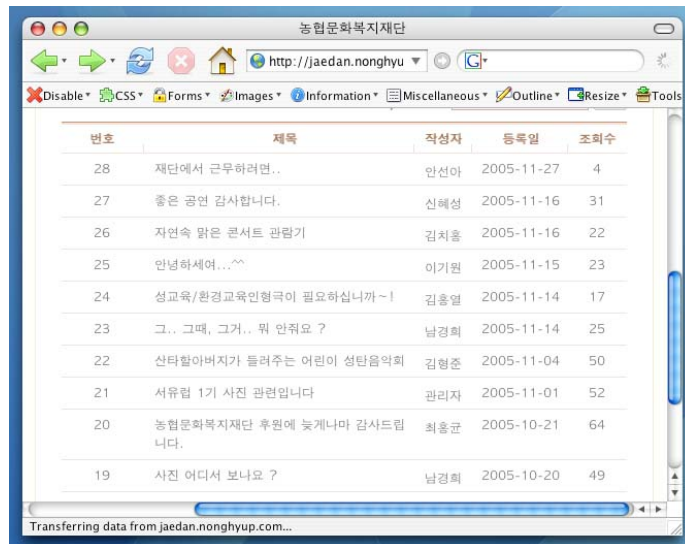 농협문화복지재단
http://jaedan.nonghyu
Disable CSS Forms Images Information Miscellaneous Outline Resize Tools
번호 제목 작성자 등록일 조회수
28 재단에서 근무하려면.. 안선아 2005-11-27 4
27 좋은 공연 감사합니다. 신혜성 2005-11-16 31
26 자연속 맑은 콘서트 관람기 김치홍 2005-11-16 22
25 안녕하세여...^^ 이기원 2005-11-15 23
24 성교육/환경교육인형극이 필요하십니까~! 김홍열 2005-11-14 17
23 그.. 그때, 그거.. 뭐 안줘요 ? 남경희 2005-11-14 25
22 산타할아버지가 들려주는 어린이 성탄음악회 김형준 2005-11-04 50
21 서유럽 1기 사진 관련입니다 관리자 2005-11-01 52
20 농협문화복지재단 후원에 늦게나마 감사드립 최홍균 2005-10-21 64
니다.
19 사진 어디서 보나요 ? 남경희 2005-10-20 49
Transferring data from jaedan.nonghyup.com...